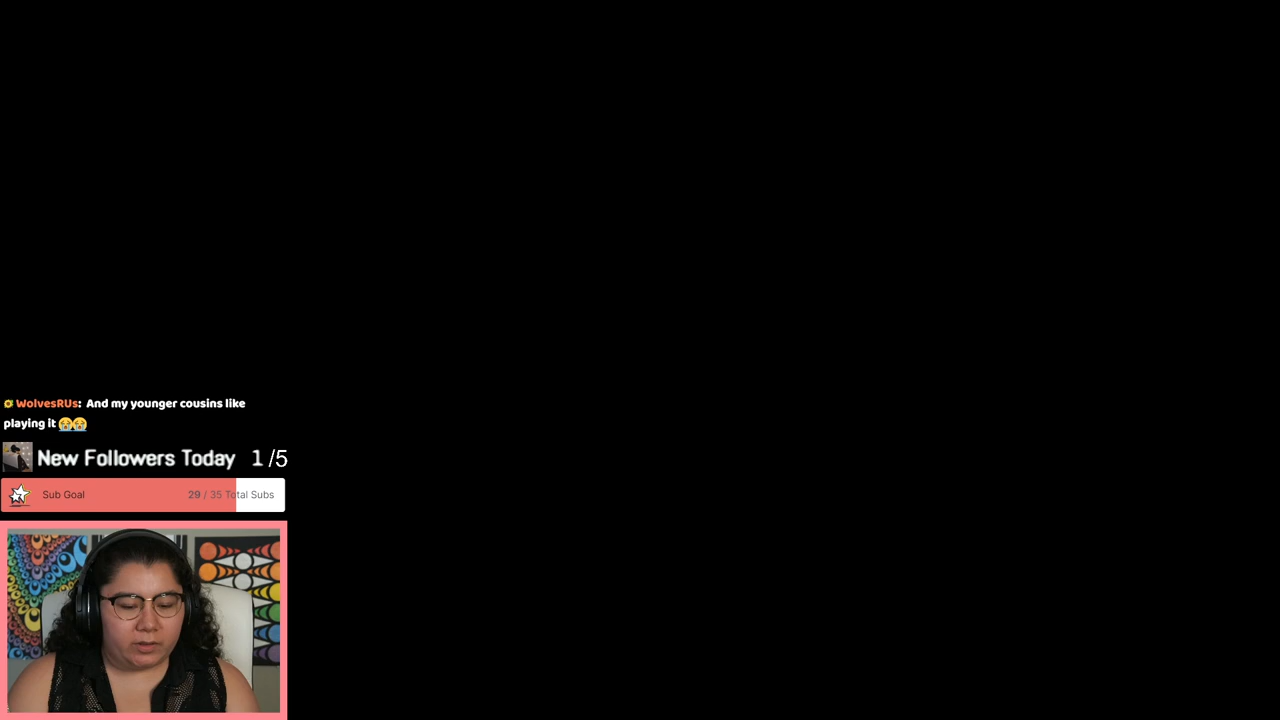 WolvesRUs: And my younger cousins like
playing it 😭😭
New Followers Today 1 /5
Sub Goal 29 / 35 Total Subs